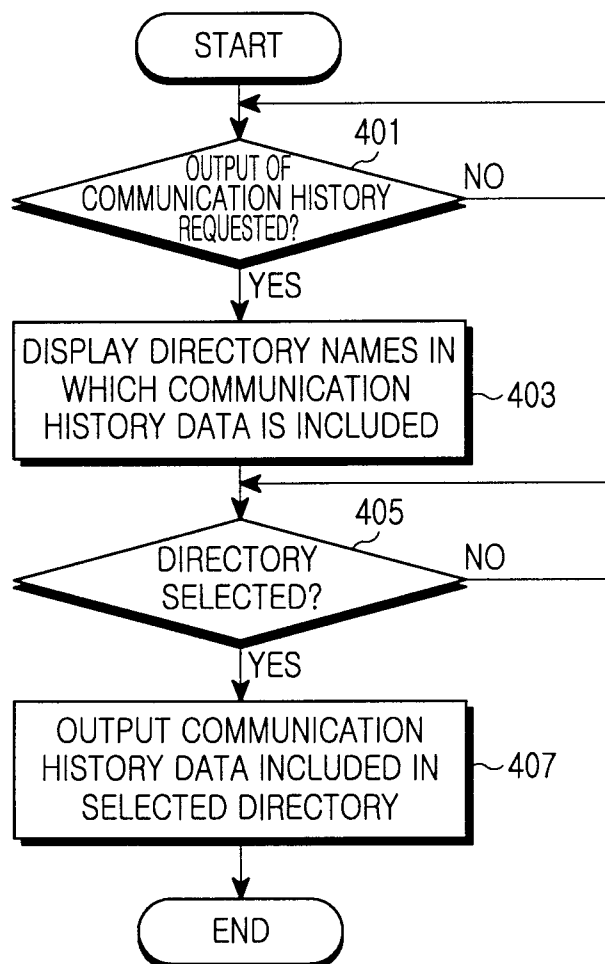 START
401
OUTPUT OF
COMMUNICATION HISTORY
REQUESTED?
NO
YES
DISPLAY DIRECTORY NAMES IN
WHICH COMMUNICATION
HISTORY DATA IS INCLUDED
403
405
DIRECTORY
SELECTED?
NO
YES
OUTPUT COMMUNICATION
HISTORY DATA INCLUDED IN
SELECTED DIRECTORY
407
END